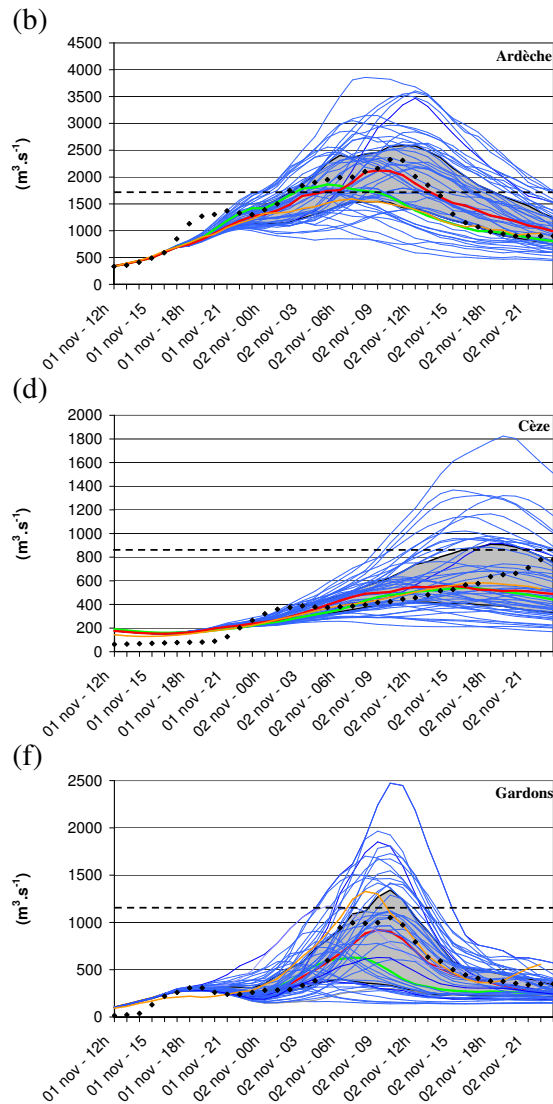 (b)
Ardèche
(m³.s⁻¹)
4500
4000
3500
3000
2500
2000
1500
1000
500
0
01 nov - 12h
01 nov - 15
01 nov - 18h
01 nov - 21
02 nov - 00h
02 nov - 03
02 nov - 06h
02 nov - 09
02 nov - 12h
02 nov - 15
02 nov - 18h
02 nov - 21
(d)
Cèze
(m³.s⁻¹)
2000
1800
1600
1400
1200
1000
800
600
400
200
0
01 nov - 12h
01 nov - 15
01 nov - 18h
01 nov - 21
02 nov - 00h
02 nov - 03
02 nov - 06h
02 nov - 09
02 nov - 12h
02 nov - 15
02 nov - 18h
02 nov - 21
(f)
Gardons
(m³.s⁻¹)
2500
2000
1500
1000
500
0
01 nov - 12h
01 nov - 15
01 nov - 18h
01 nov - 21
02 nov - 00h
02 nov - 03
02 nov - 06h
02 nov - 09
02 nov - 12h
02 nov - 15
02 nov - 18h
02 nov - 21